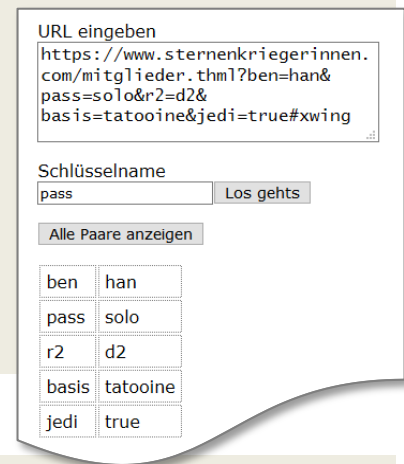 URL eingeben
https://www.sternenkriegerinnen.
com/mitglieder.thml?ben=han&
pass=solo&r2=d2&
basis=tatooine&jedi=true#xwing
Schlüsselname
pass Los gehts
Alle Paare anzeigen
ben han
pass solo
r2 d2
basis tatooine
jedi true